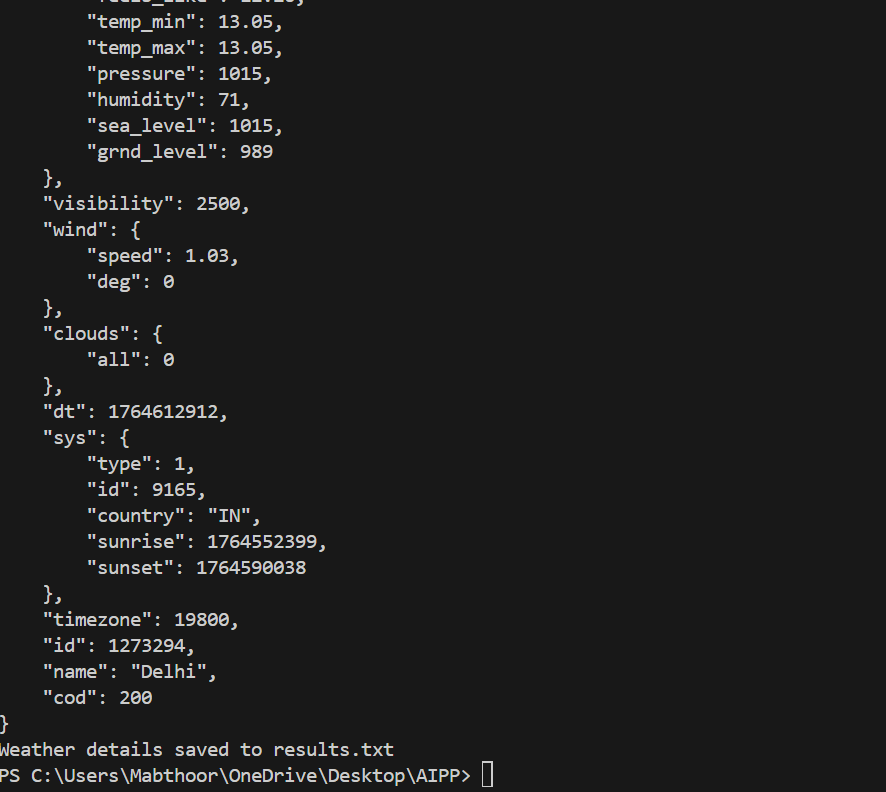 "temp_min": 13.05,
"temp_max": 13.05,
"pressure": 1015,
"humidity": 71,
"sea_level": 1015,
"grnd_level": 989
},
"visibility": 2500,
"wind": {
"speed": 1.03,
"deg": 0
},
"clouds": {
"all": 0
},
"dt": 1764612912,
"sys": {
"type": 1,
"id": 9165,
"country": "IN",
"sunrise": 1764552399,
"sunset": 1764590038
},
"timezone": 19800,
"id": 1273294,
"name": "Delhi",
"cod": 200
}
Weather details saved to results.txt
PS C:\Users\Mabthoor\OneDrive\Desktop\AIPP>